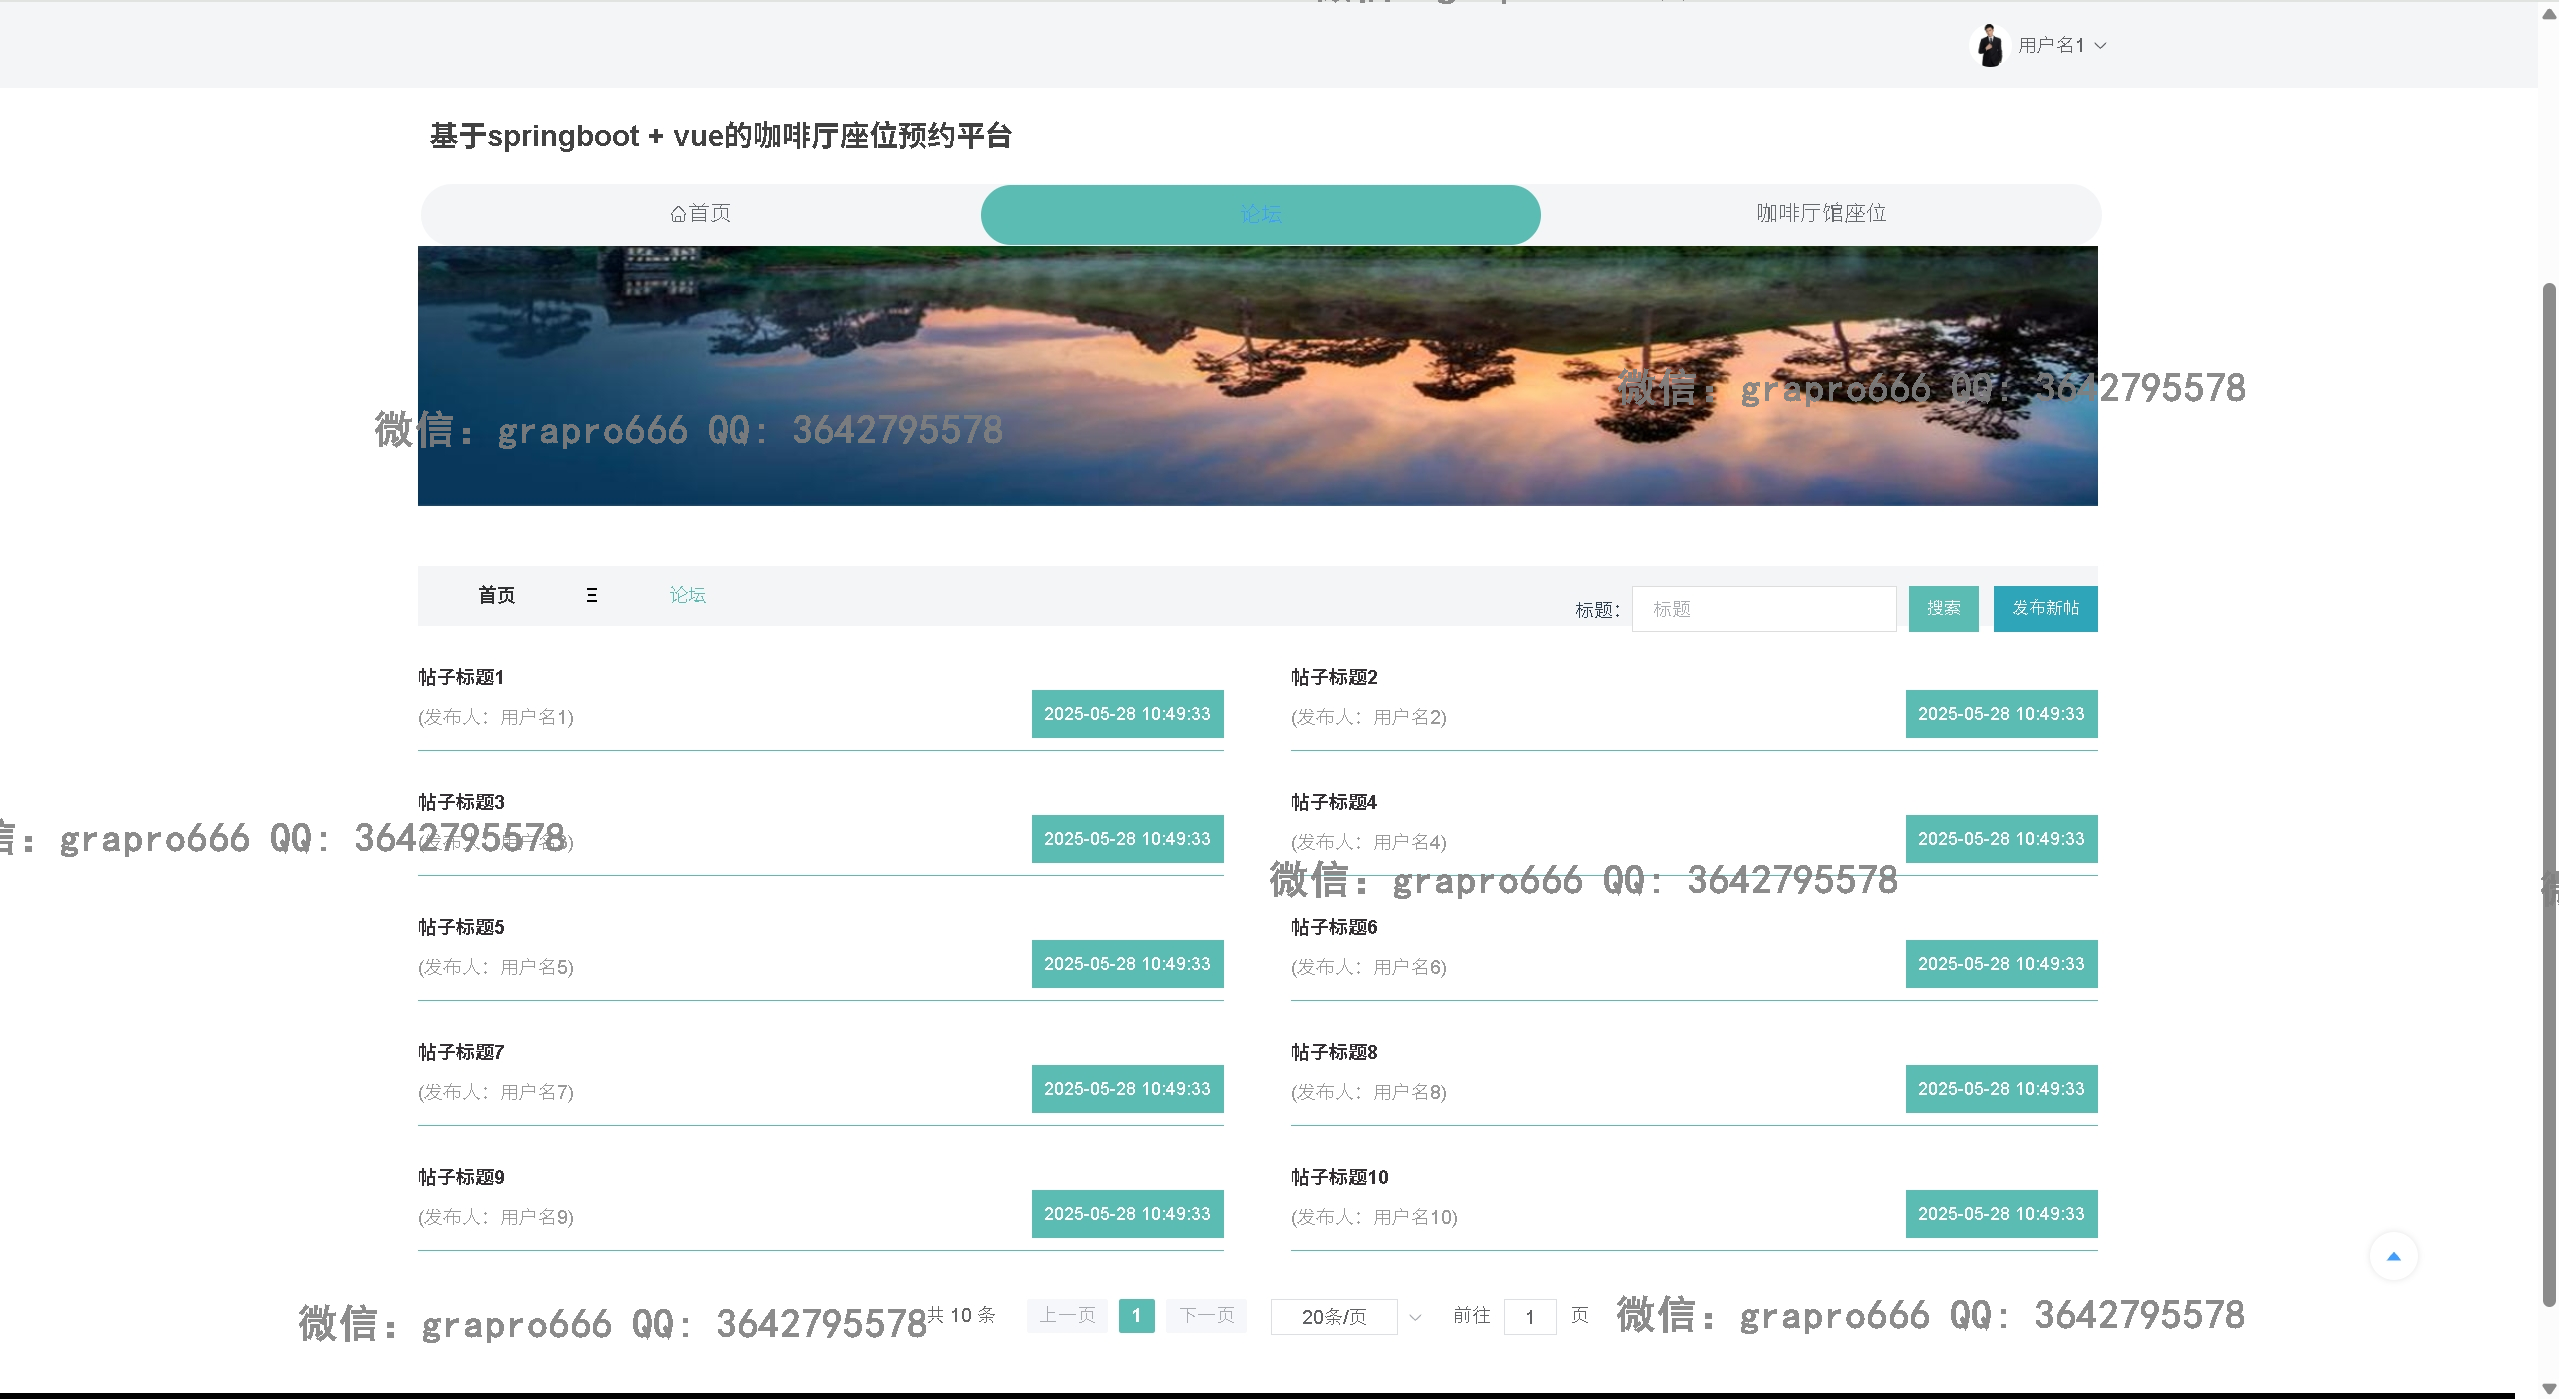 用户名1
基于springboot + vue的咖啡厅座位预约平台
首页
论坛
咖啡厅馆座位
微信: grapro666 QQ: 3642795578
微信: grapro666 QQ: 3642795578
首页
Ξ
论坛
标题:
标题
搜索
发布新帖
帖子标题1
(发布人: 用户名1)
2025-05-28 10:49:33
帖子标题2
(发布人: 用户名2)
2025-05-28 10:49:33
帖子标题3
(发布人: 用户名3)
2025-05-28 10:49:33
信: grapro666 QQ: 3642795578
帖子标题4
(发布人: 用户名4)
2025-05-28 10:49:33
微信: grapro666 QQ: 3642795578
帖子标题5
(发布人: 用户名5)
2025-05-28 10:49:33
帖子标题6
(发布人: 用户名6)
2025-05-28 10:49:33
帖子标题7
(发布人: 用户名7)
2025-05-28 10:49:33
帖子标题8
(发布人: 用户名8)
2025-05-28 10:49:33
帖子标题9
(发布人: 用户名9)
2025-05-28 10:49:33
帖子标题10
(发布人: 用户名10)
2025-05-28 10:49:33
微信: grapro666 QQ: 3642795578
共 10 条
上一页
1
下一页
20条/页
前往
1
页
微信: grapro666 QQ: 3642795578